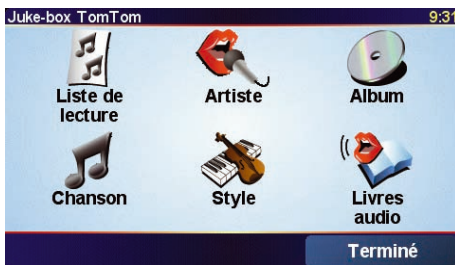 Juke-box TomTom 9:31
Liste de
lecture
Artiste
Album
Chanson
Style
Livres
audio
Terminé